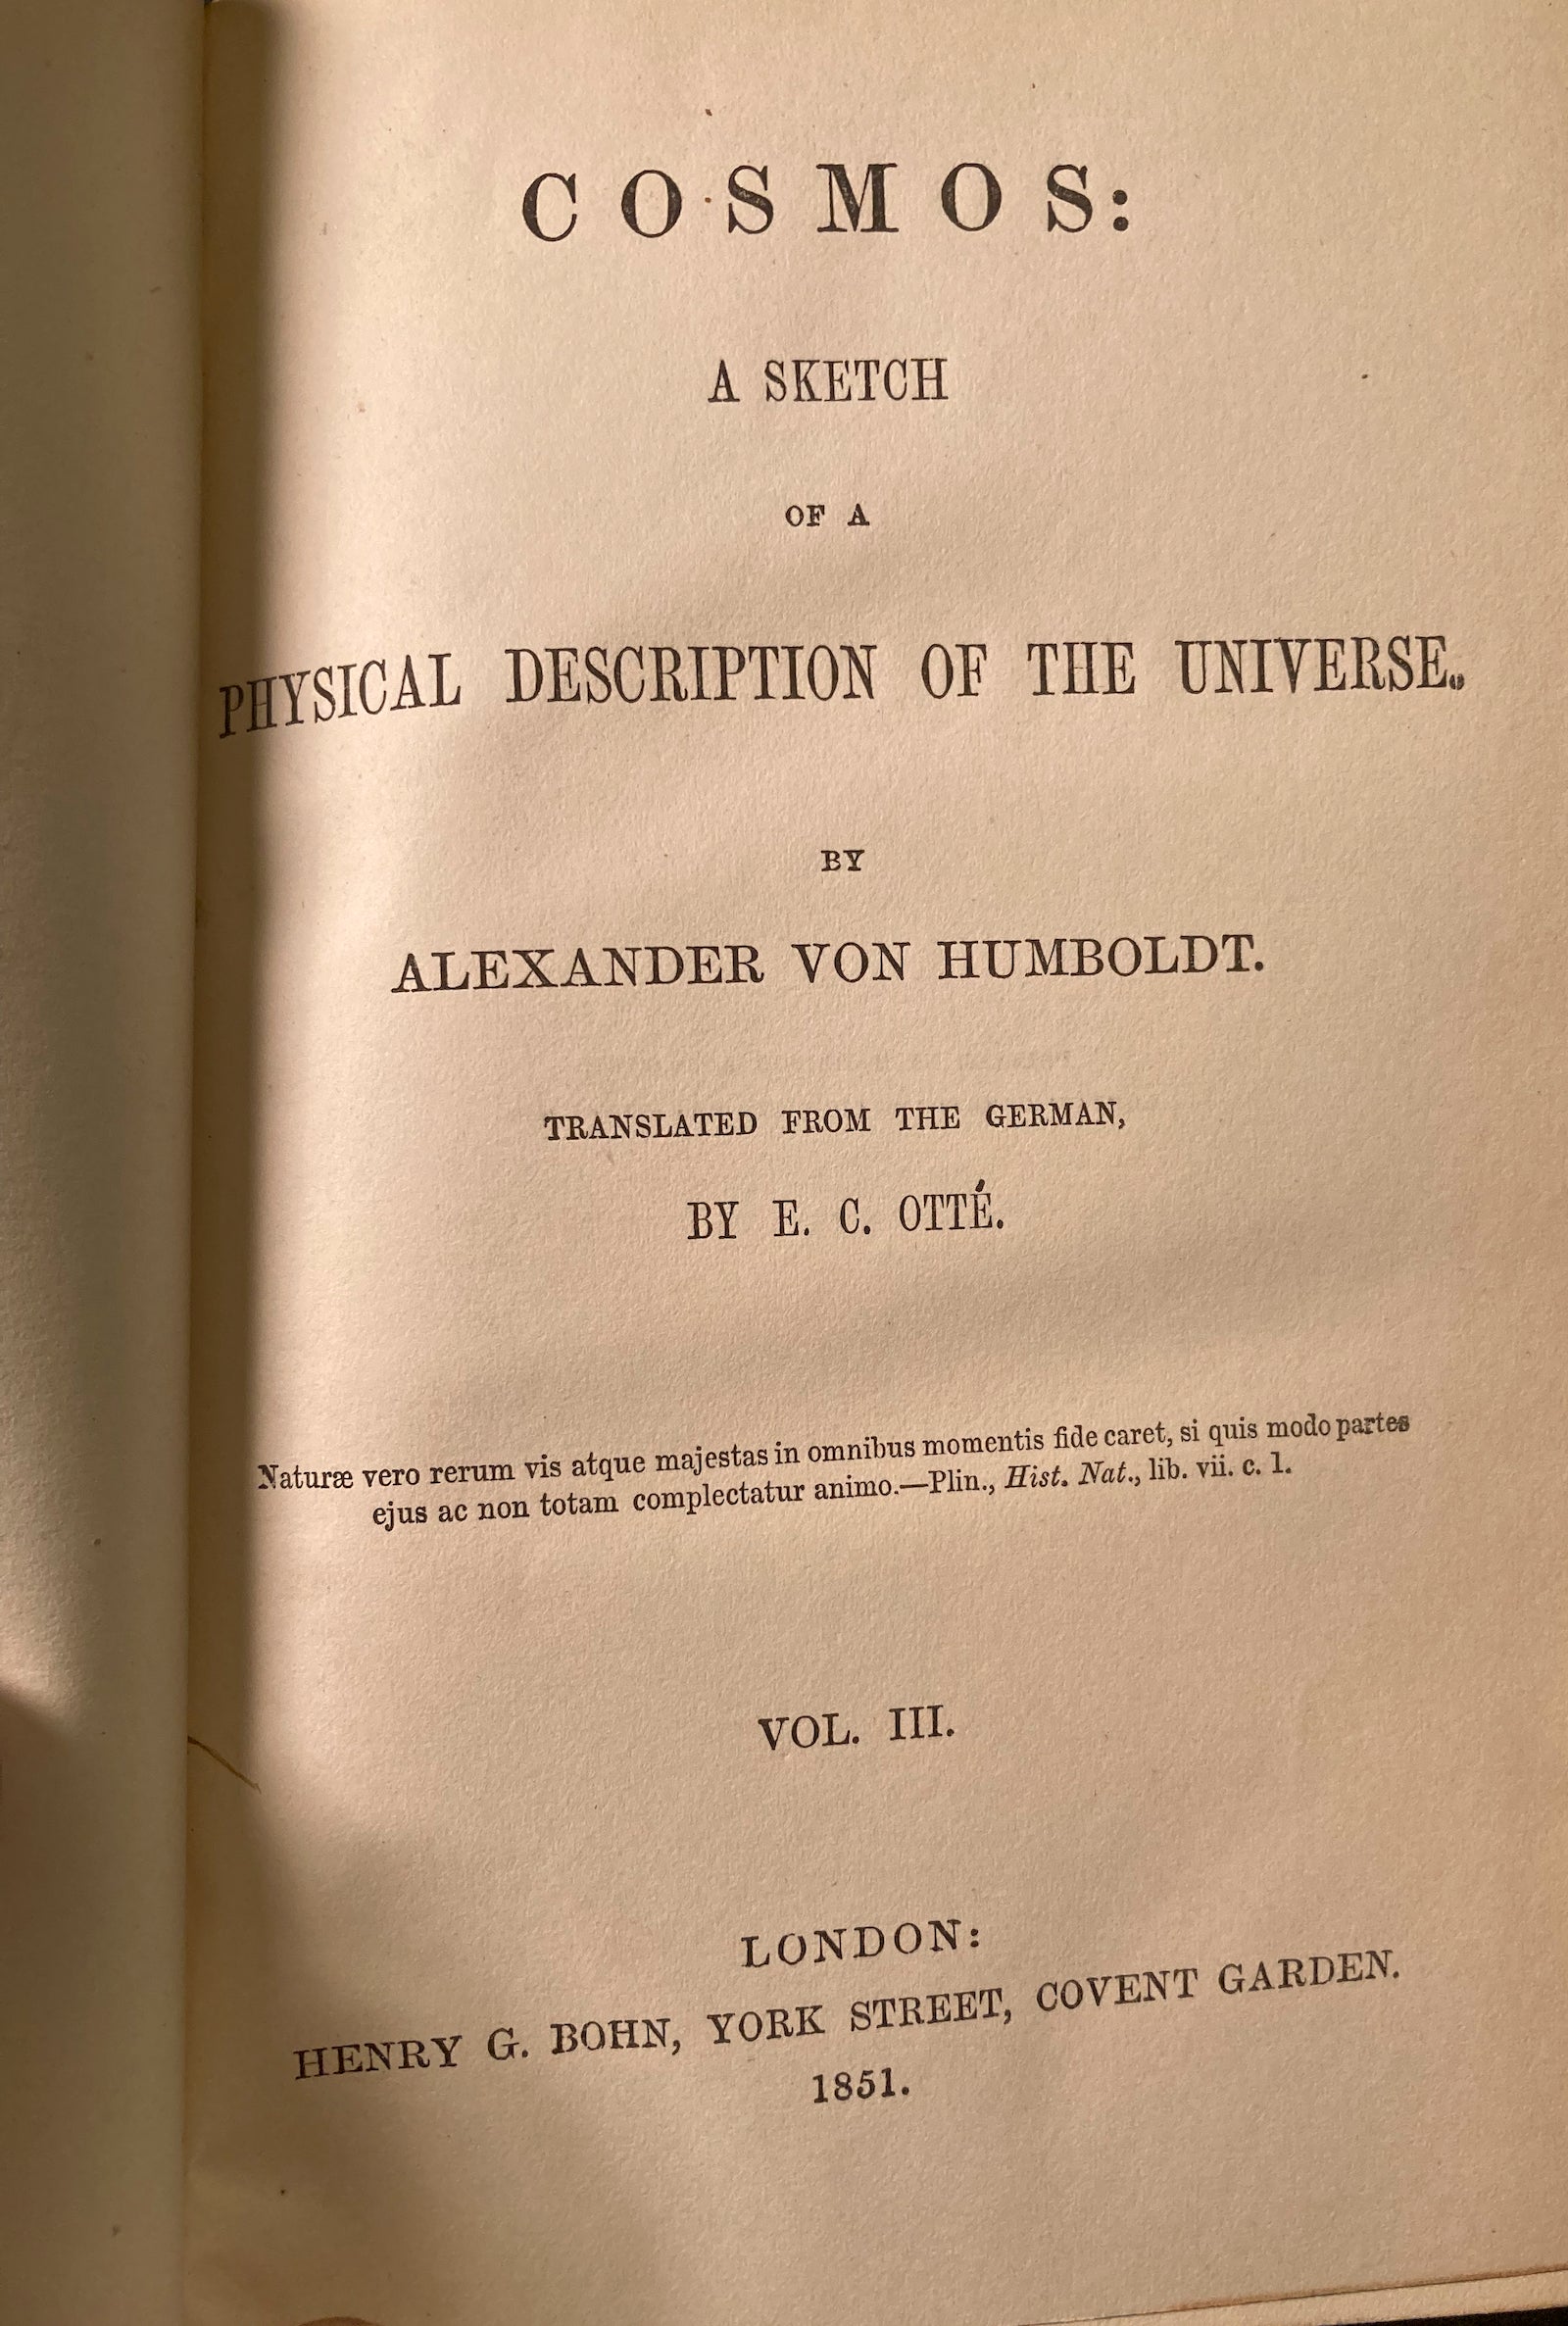 COSMOS:
A SKETCH
OF A
PHYSICAL DESCRIPTION OF THE UNIVERSE.
BY
ALEXANDER VON HUMBOLDT.
TRANSLATED FROM THE GERMAN,
BY E. C. OTTÉ.
Naturæ vero rerum vis atque majestas in omnibus momentis fide caret, si quis modo partes
ejus ac non totam complectatur animo.—Plin., Hist. Nat., lib. vii. c. 1.
VOL. III.
LONDON:
HENRY G. BOHN, YORK STREET, COVENT GARDEN.
1851.